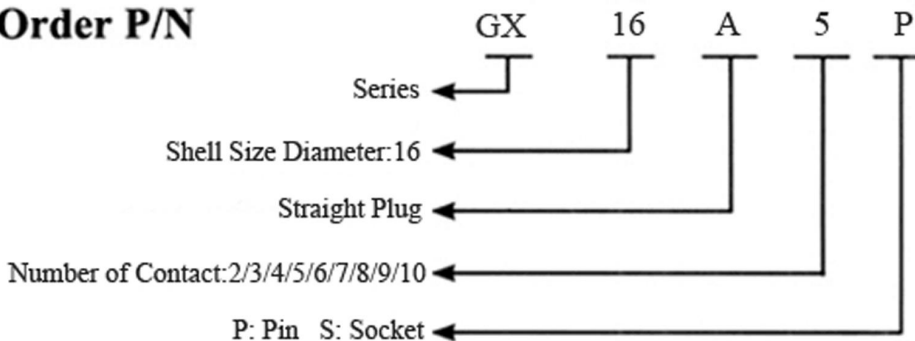 Order P/N GX 16 A 5 P
Series
Shell Size Diameter:16
Straight Plug
Number of Contact:2/3/4/5/6/7/8/9/10
P: Pin S: Socket